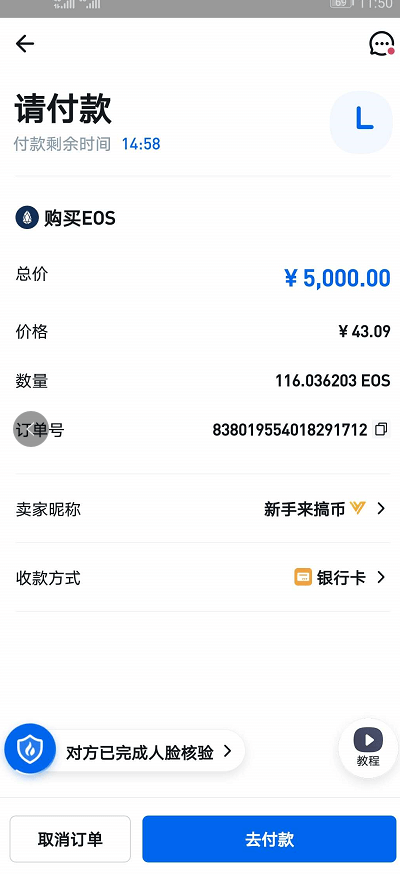 69 11:50
请付款
付款剩余时间 14:58
购买EOS
总价 ¥ 5,000.00
价格 ¥ 43.09
数量 116.036203 EOS
订单号 838019554018291712
卖家昵称 新手来搞币
收款方式 银行卡
对方已完成人脸核验
教程
取消订单 去付款